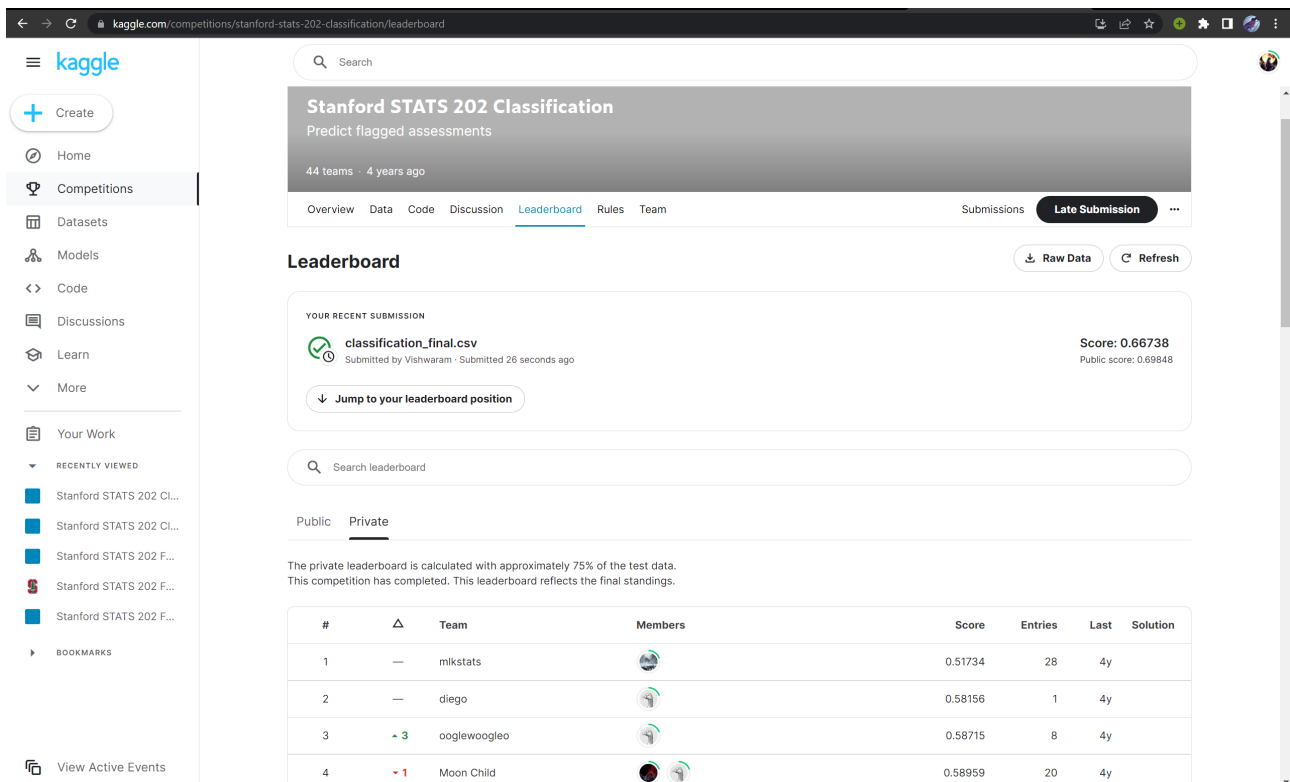 kaggle.com/competitions/stanford-stats-202-classification/leaderboard
kaggle
Search
Create
Home
Competitions
Datasets
Models
Code
Discussions
Learn
More
Your Work
RECENTLY VIEWED
Stanford STATS 202 Cl...
Stanford STATS 202 Cl...
Stanford STATS 202 F...
Stanford STATS 202 F...
Stanford STATS 202 F...
BOOKMARKS
View Active Events
Stanford STATS 202 Classification
Predict flagged assessments
44 teams · 4 years ago
Overview Data Code Discussion Leaderboard Rules Team Submissions Late Submission
Leaderboard Raw Data Refresh
YOUR RECENT SUBMISSION
classification_final.csv Score: 0.66738
Submitted by Vishwaram · Submitted 26 seconds ago Public score: 0.69848
Jump to your leaderboard position
Search leaderboard
Public Private
The private leaderboard is calculated with approximately 75% of the test data.
This competition has completed. This leaderboard reflects the final standings.
# △ Team Members Score Entries Last Solution
1 — mlkstats 0.51734 28 4y
2 — diego 0.58156 1 4y
3 3 ooglewoogleo 0.58715 8 4y
4 1 Moon Child 0.58959 20 4y